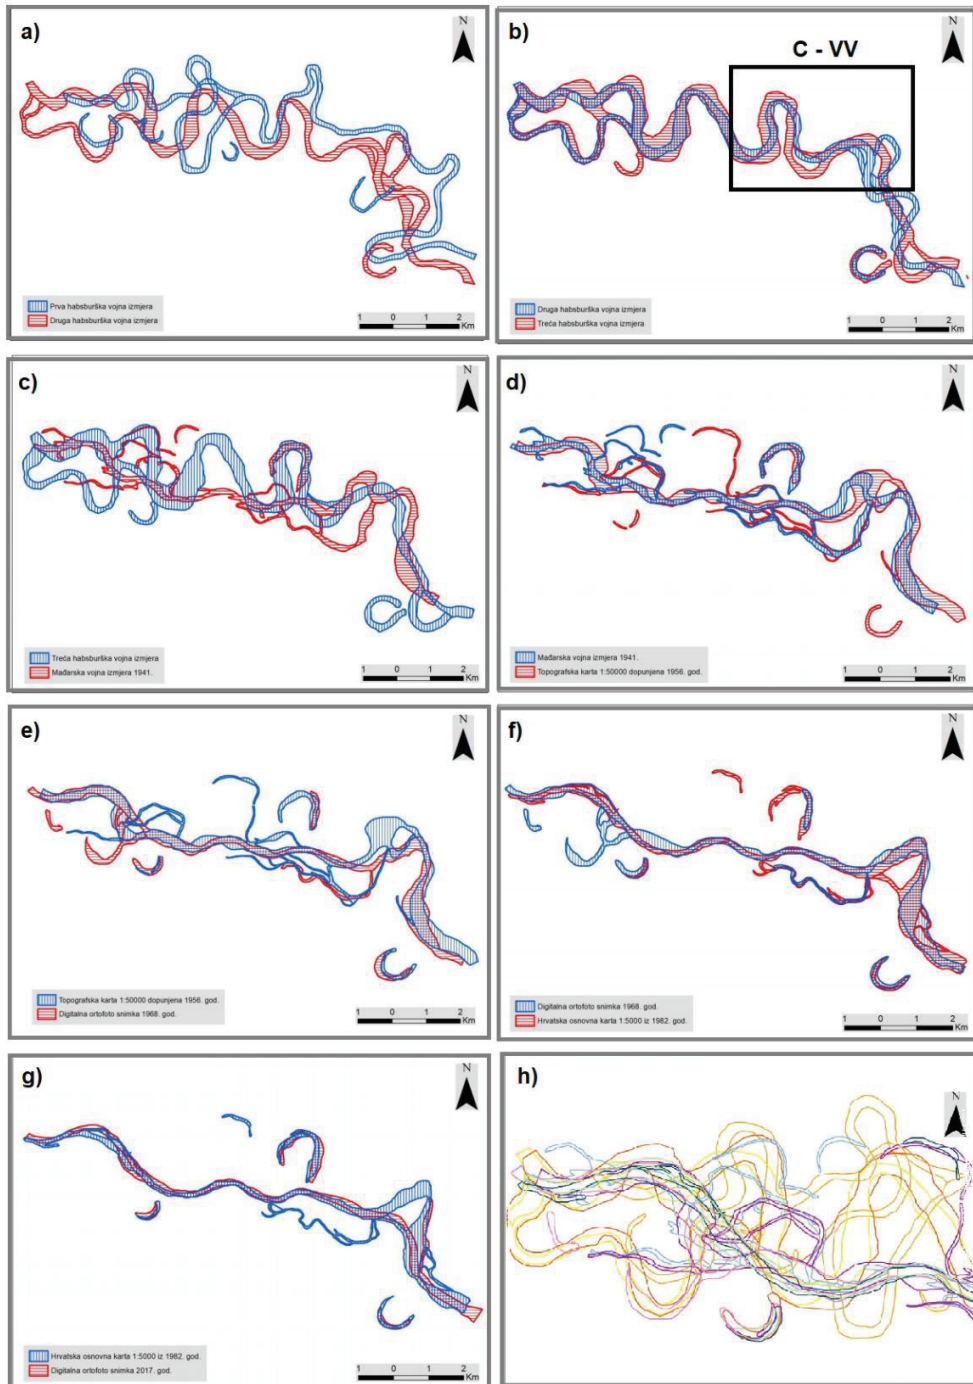 a)
N
Prva habsburška vojna izmjera
Druga habsburška vojna izmjera
1 0 1 2
Km
b)
C - VV
N
Druga habsburška vojna izmjera
Treća habsburška vojna izmjera
1 0 1 2
Km
c)
N
Treća habsburška vojna izmjera
Mađarska vojna izmjera 1941.
1 0 1 2
Km
d)
N
Mađarska vojna izmjera 1941.
Topografska karta 1:50000 dopunjena 1956. god.
1 0 1 2
Km
e)
N
Topografska karta 1:50000 dopunjena 1956. god.
Digitalna ortofoto snimka 1968. god.
1 0 1 2
Km
f)
N
Digitalna ortofoto snimka 1968. god.
Hrvatska osnovna karta 1:5000 iz 1982. god.
1 0 1 2
Km
g)
N
Hrvatska osnovna karta 1:5000 iz 1982. god.
Digitalna ortofoto snimka 2017. god.
1 0 1 2
Km
h)
N